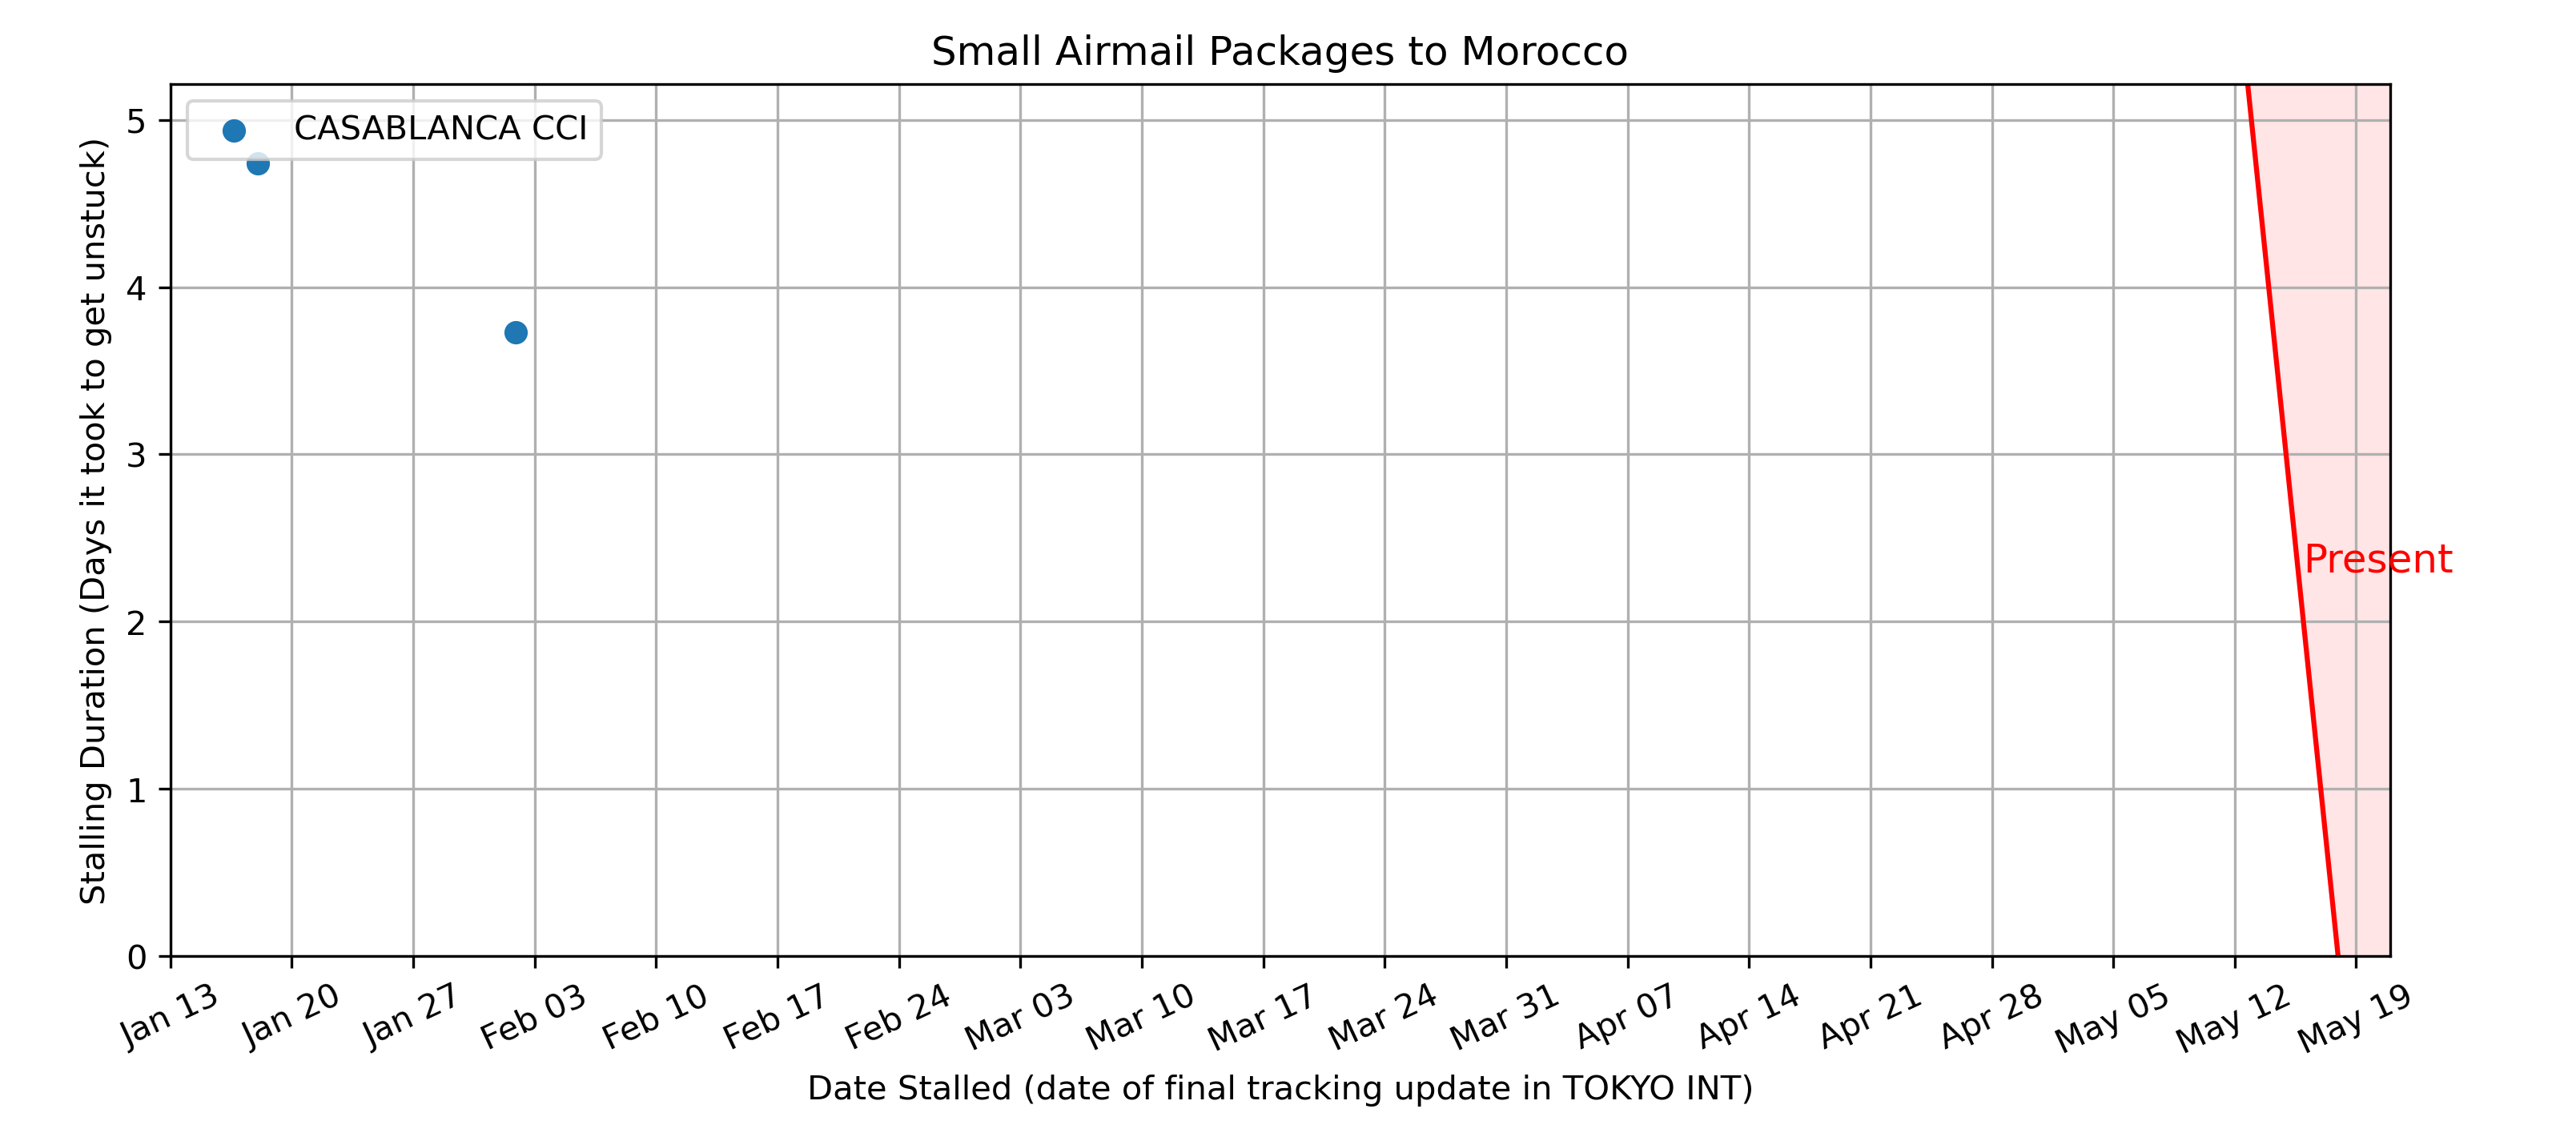 Small Airmail Packages to Morocco
CASABLANCA CCI
Stalling Duration (Days it took to get unstuck)
5
4
3
2
1
0
Present
Jan 13
Jan 20
Jan 27
Feb 03
Feb 10
Feb 17
Feb 24
Mar 03
Mar 10
Mar 17
Mar 24
Mar 31
Apr 07
Apr 14
Apr 21
Apr 28
May 05
May 12
May 19
Date Stalled (date of final tracking update in TOKYO INT)